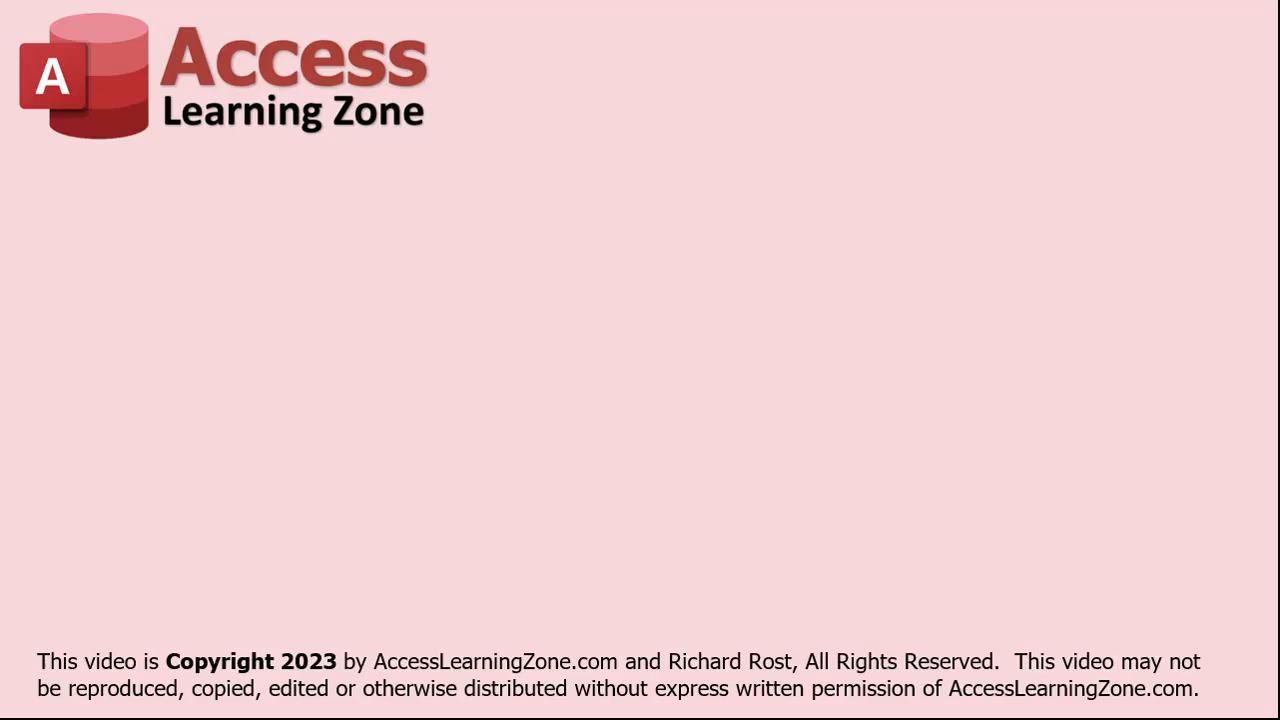 A
Access
Learning Zone
This video is Copyright 2023 by AccessLearningZone.com and Richard Rost, All Rights Reserved.  This video may not
be reproduced, copied, edited or otherwise distributed without express written permission of AccessLearningZone.com.